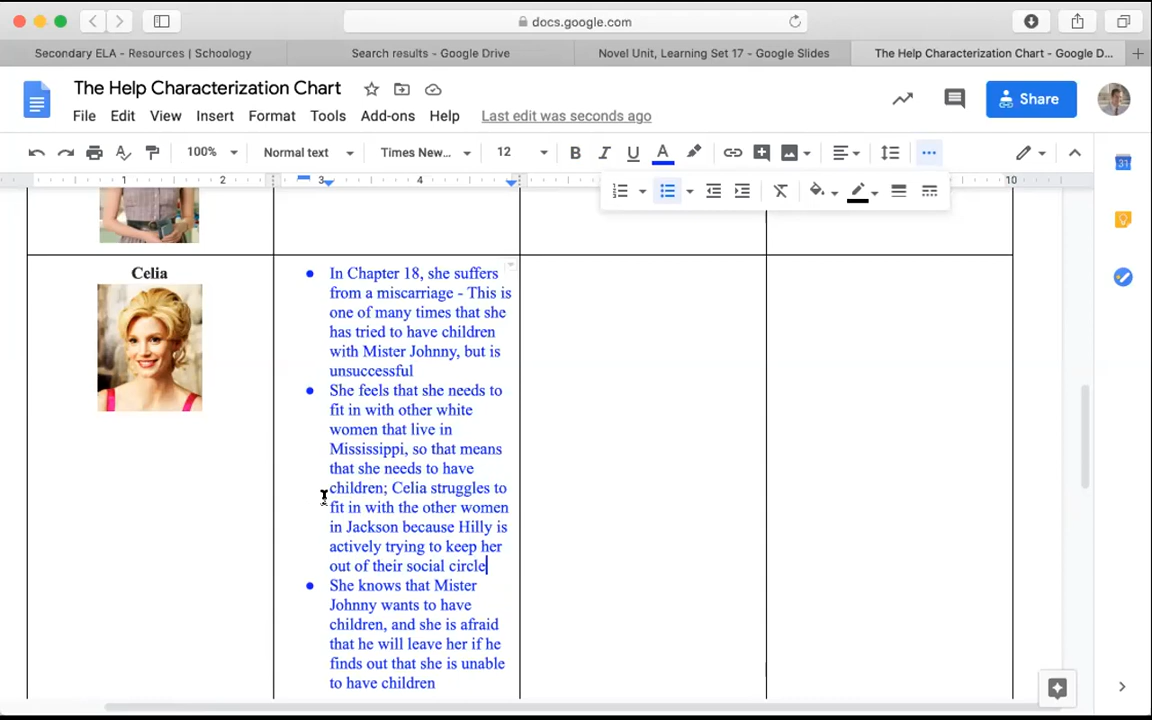 docs.google.com
Secondary ELA - Resources | Schoology
Search results - Google Drive
Novel Unit, Learning Set 17 - Google Slides
The Help Characterization Chart - Google D...
The Help Characterization Chart
Share
File Edit View Insert Format Tools Add-ons Help Last edit was seconds ago
100% Normal text Times New... 12 B I U A
1 2 3 4 10
31
Celia
● In Chapter 18, she suffers
from a miscarriage - This is
one of many times that she
has tried to have children
with Mister Johnny, but is
unsuccessful
● She feels that she needs to
fit in with other white
women that live in
Mississippi, so that means
that she needs to have
children; Celia struggles to
fit in with the other women
in Jackson because Hilly is
actively trying to keep her
out of their social circle
● She knows that Mister
Johnny wants to have
children, and she is afraid
that he will leave her if he
finds out that she is unable
to have children